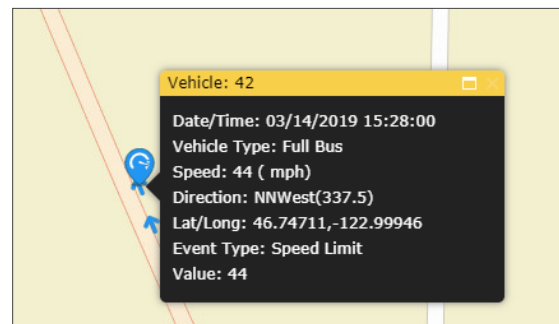 Vehicle: 42
Date/Time: 03/14/2019 15:28:00
Vehicle Type: Full Bus
Speed: 44 ( mph)
Direction: NNWest(337.5)
Lat/Long: 46.74711,-122.99946
Event Type: Speed Limit
Value: 44